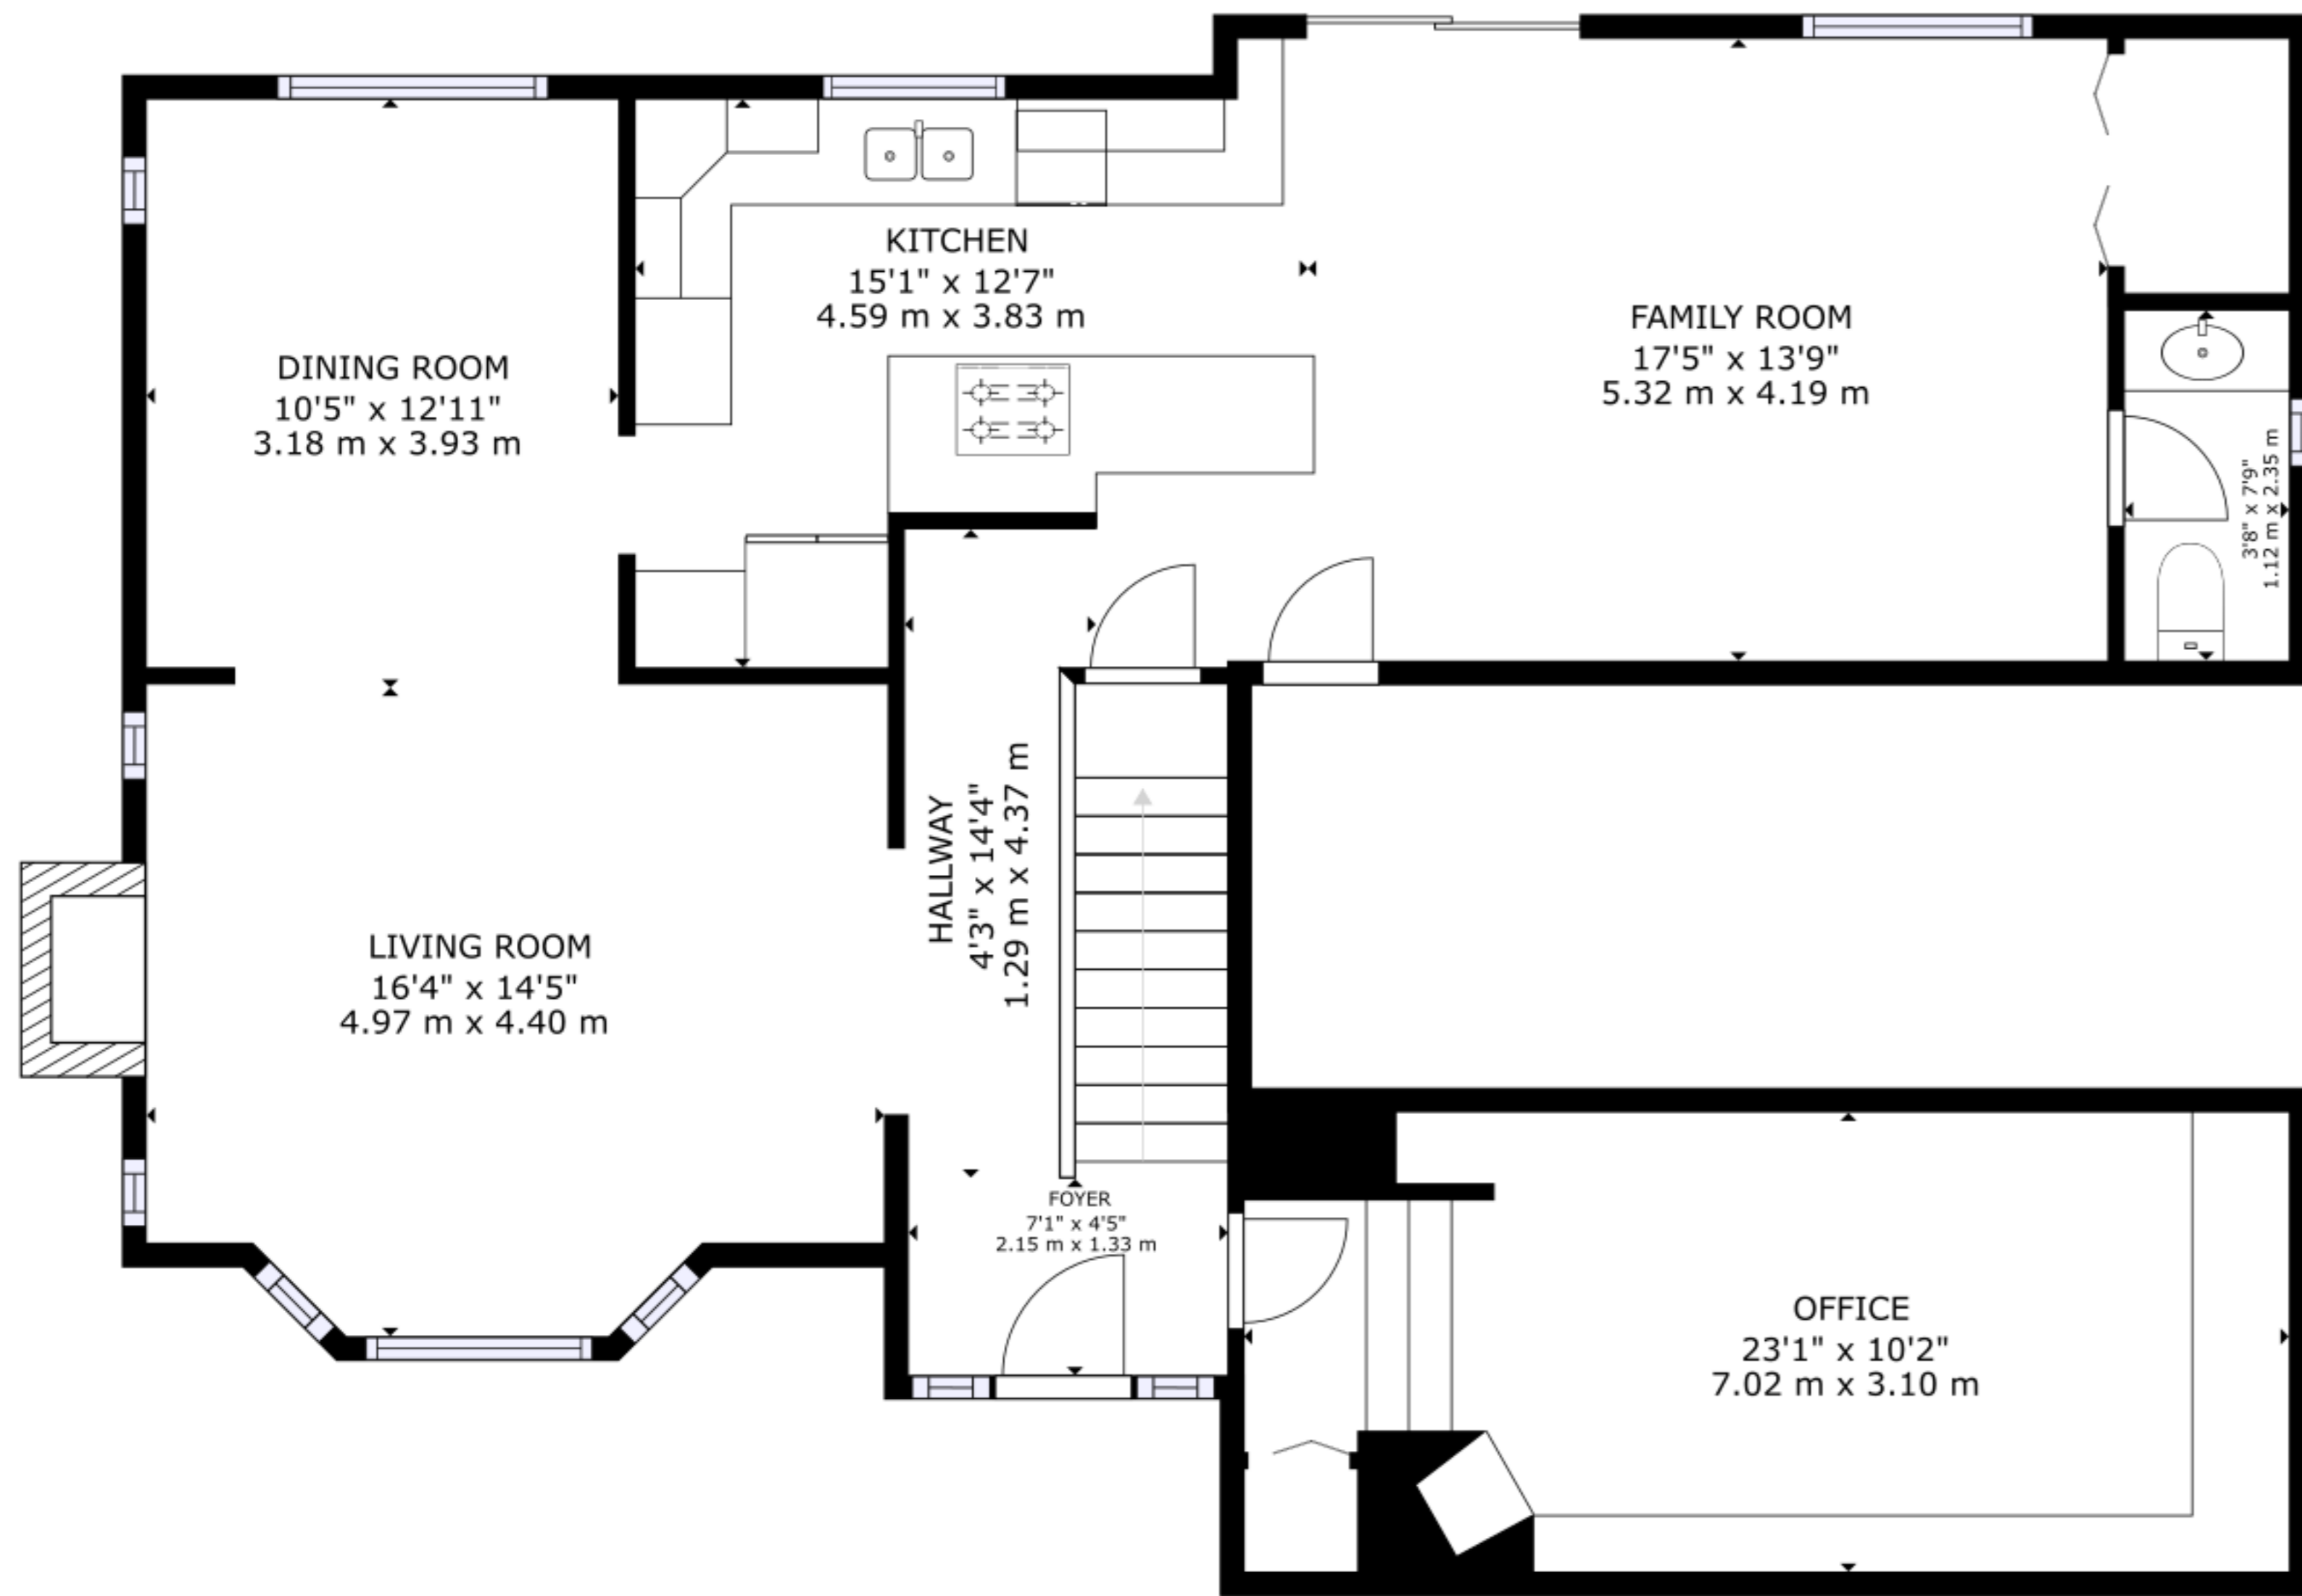 KITCHEN
15'1" x 12'7"
4.59 m x 3.83 m
FAMILY ROOM
17'5" x 13'9"
5.32 m x 4.19 m
DINING ROOM
10'5" x 12'11"
3.18 m x 3.93 m
3'8" x 7'9"
1.12 m x 2.35 m
HALLWAY
4'3" x 14'4"
1.29 m x 4.37 m
LIVING ROOM
16'4" x 14'5"
4.97 m x 4.40 m
FOYER
7'1" x 4'5"
2.15 m x 1.33 m
OFFICE
23'1" x 10'2"
7.02 m x 3.10 m